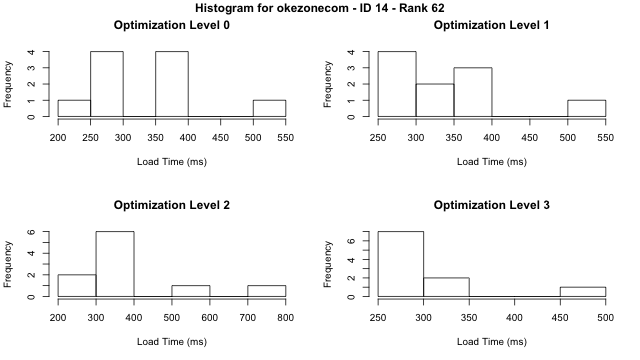 Histogram for okezonecom - ID 14 - Rank 62
Optimization Level 0
Frequency
0 1 2 3 4
200 250 300 350 400 450 500 550
Load Time (ms)
Optimization Level 1
Frequency
0 1 2 3 4
250 300 350 400 450 500 550
Load Time (ms)
Optimization Level 2
Frequency
0 2 4 6
200 300 400 500 600 700 800
Load Time (ms)
Optimization Level 3
Frequency
0 2 4 6
250 300 350 400 450 500
Load Time (ms)